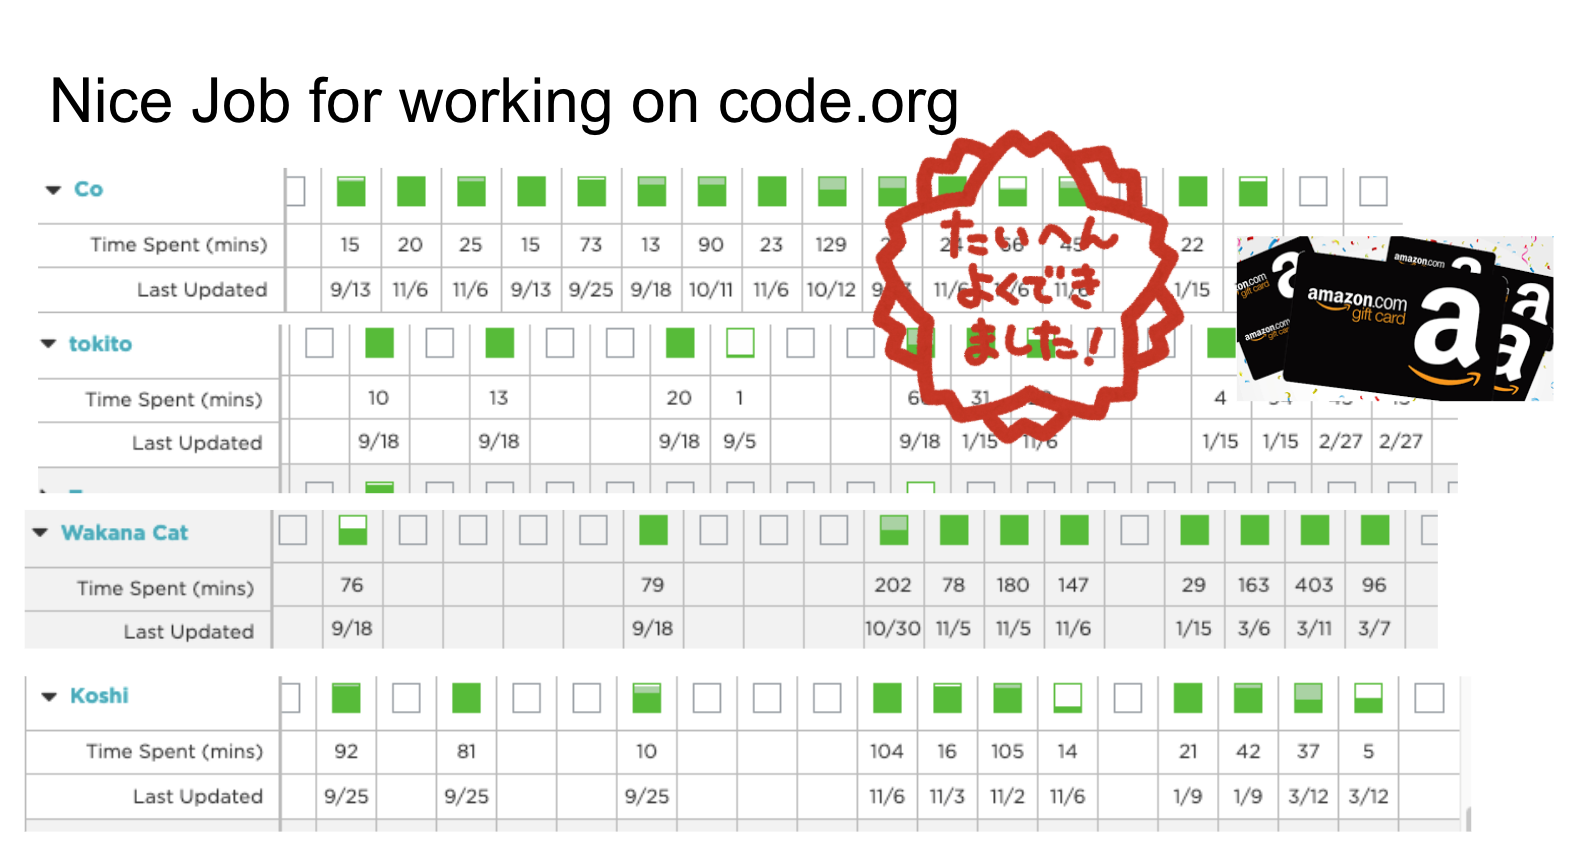 Nice Job for working on code.org
Co
Time Spent (mins) 15 20 25 15 73 13 90 23 129 22
Last Updated 9/13 11/6 11/6 9/13 9/25 9/18 10/11 11/6 10/12 1/15
たいへん
よくでき
ました!
amazon.com
gift card
a
tokito
Time Spent (mins) 10 13 20 1 31 4
Last Updated 9/18 9/18 9/18 9/5 9/18 1/15 11/6 1/15 1/15 2/27 2/27
Wakana Cat
Time Spent (mins) 76 79 202 78 180 147 29 163 403 96
Last Updated 9/18 9/18 10/30 11/5 11/5 11/6 1/15 3/6 3/11 3/7
Koshi
Time Spent (mins) 92 81 10 104 16 105 14 21 42 37 5
Last Updated 9/25 9/25 9/25 11/6 11/3 11/2 11/6 1/9 1/9 3/12 3/12